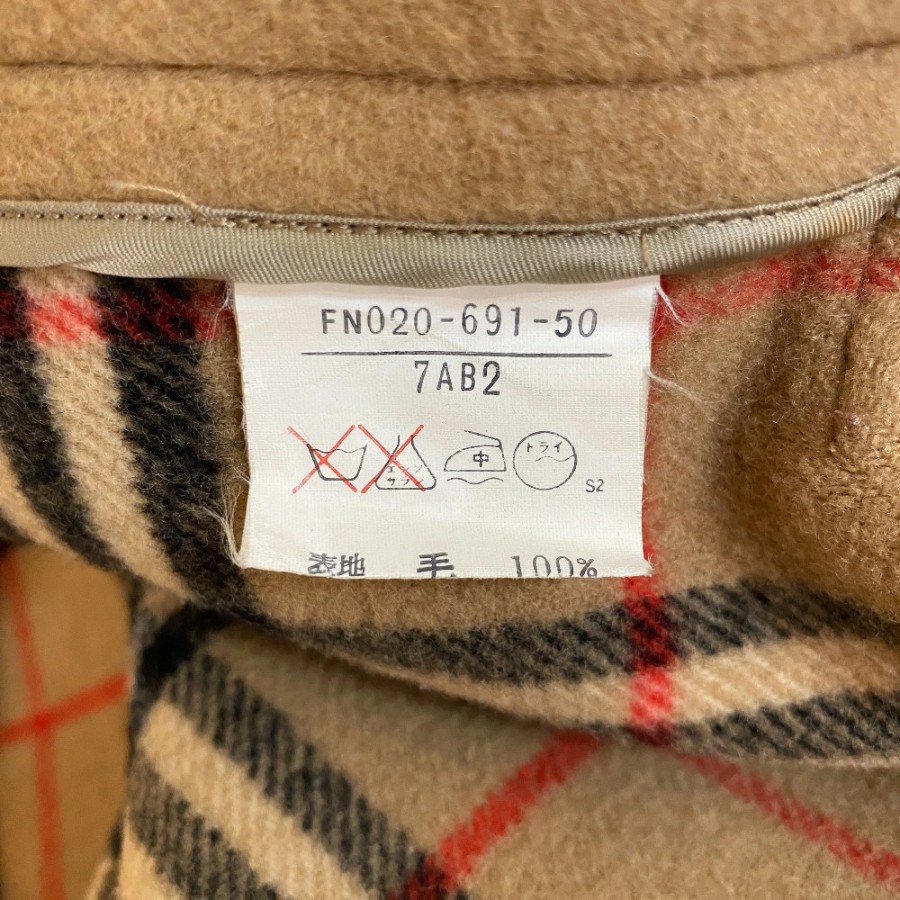 FN020-691-50
7AB2
エンソ
サラシ
中
ドライ
S2
表地 毛 100%